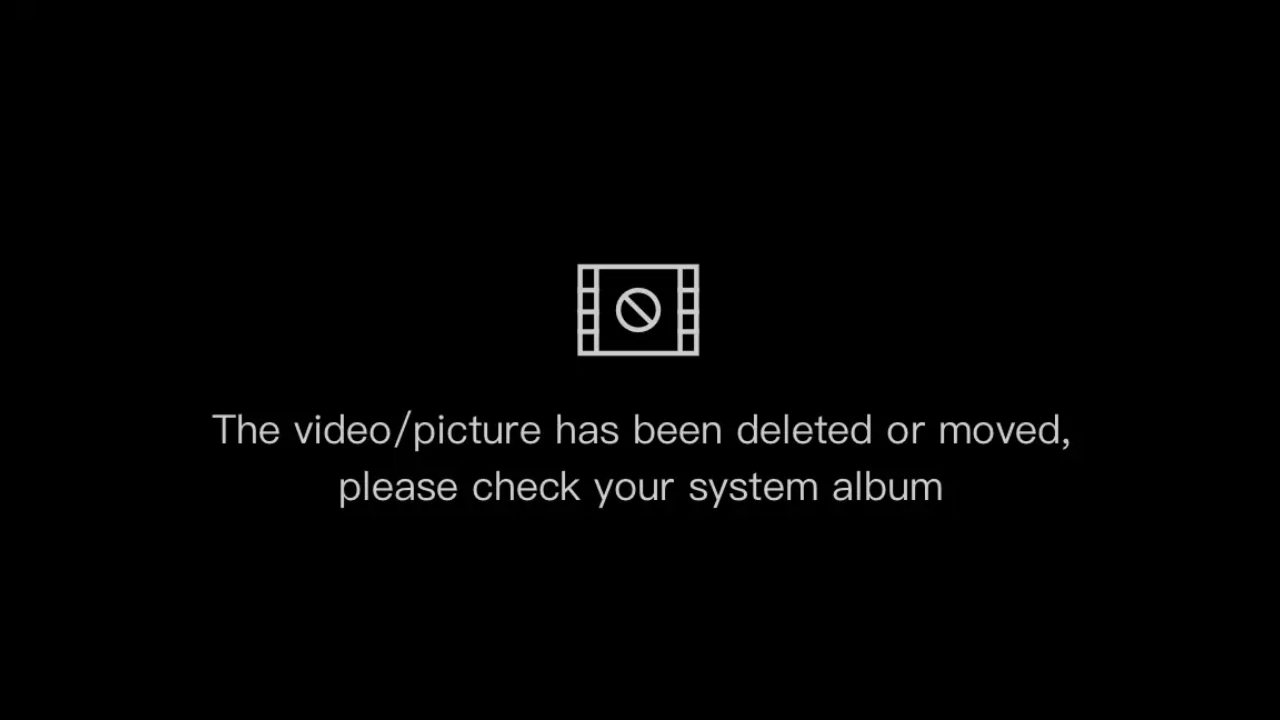 The video/picture has been deleted or moved,
please check your system album